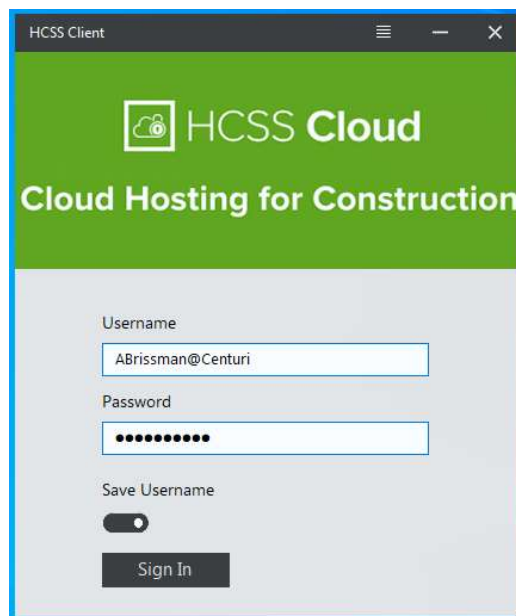 HCSS Client
HCSS Cloud
Cloud Hosting for Construction
Username
ABrissman@Centuri
Password
••••••••••
Save Username
Sign In